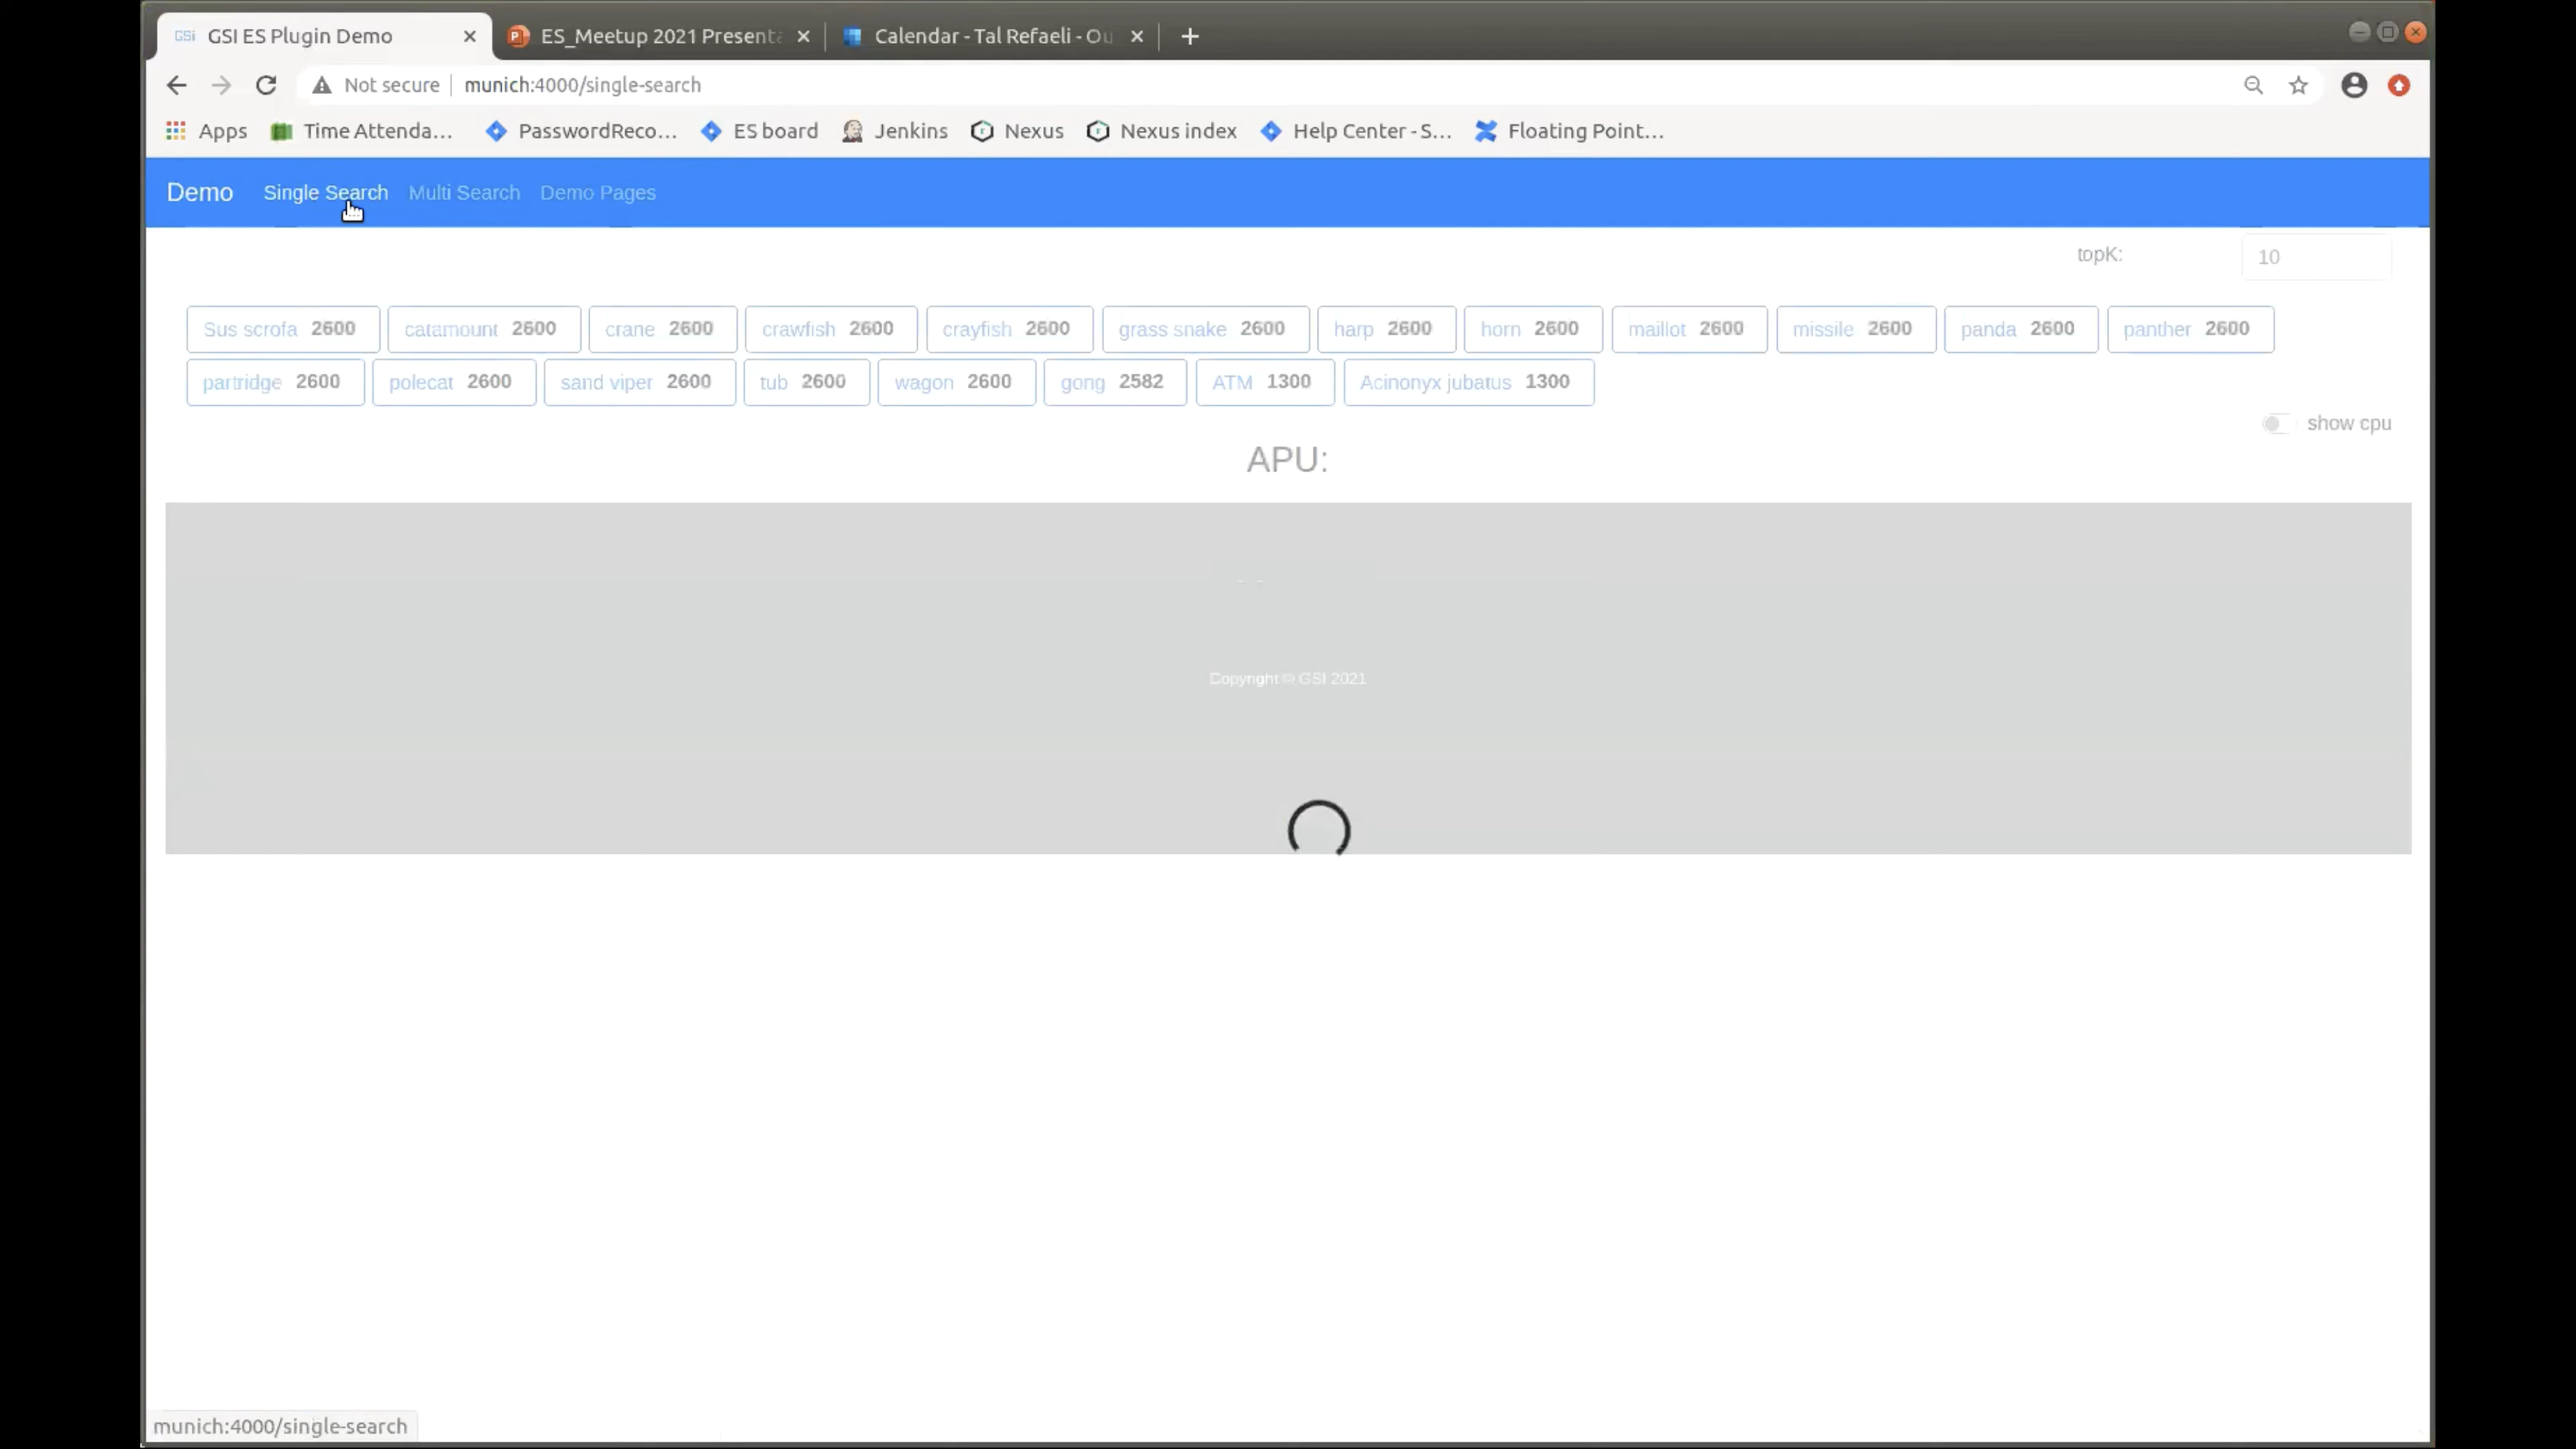 GSi GSI ES Plugin Demo ES_Meetup 2021 Present Calendar - Tal Refaeli - Ou
Not secure munich:4000/single-search
Apps Time Attenda... PasswordReco... ES board Jenkins Nexus Nexus index Help Center - S... Floating Point...
Demo Single Search Multi Search Demo Pages
topK: 10
Sus scrofa 2600 catamount 2600 crane 2600 crawfish 2600 crayfish 2600 grass snake 2600 harp 2600 horn 2600 maillot 2600 missile 2600 panda 2600 panther 2600
partridge 2600 polecat 2600 sand viper 2600 tub 2600 wagon 2600 gong 2582 ATM 1300 Acinonyx jubatus 1300
show cpu
APU:
Copyright © GSI 2021
munich:4000/single-search